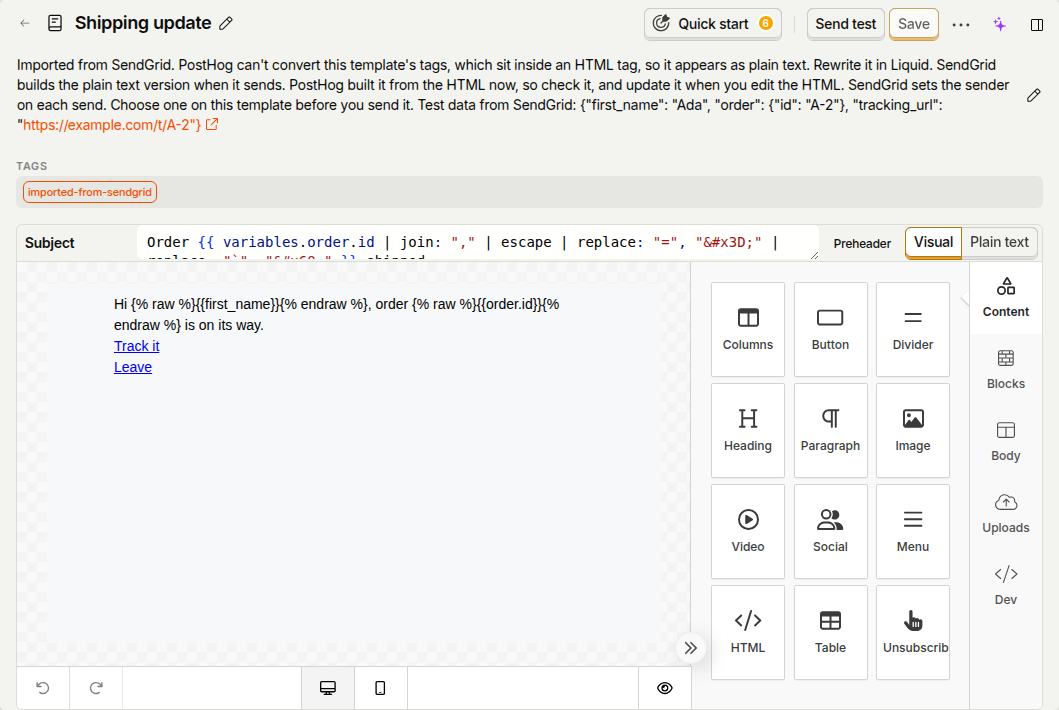 Shipping update
Quick start 6
Send test
Save
Imported from SendGrid. PostHog can't convert this template's tags, which sit inside an HTML tag, so it appears as plain text. Rewrite it in Liquid. SendGrid
builds the plain text version when it sends. PostHog built it from the HTML now, so check it, and update it when you edit the HTML. SendGrid sets the sender
on each send. Choose one on this template before you send it. Test data from SendGrid: {"first_name": "Ada", "order": {"id": "A-2"}, "tracking_url":
"https://example.com/t/A-2"}
TAGS
imported-from-sendgrid
Subject
Order {{ variables.order.id | join: "," | escape | replace: "=", "&#x3D;" |
Preheader
Visual
Plain text
Hi {% raw %}{{first_name}}{% endraw %}, order {% raw %}{{order.id}}{%
endraw %} is on its way.
Track it
Leave
Columns
Button
Divider
Heading
Paragraph
Image
Video
Social
Menu
HTML
Table
Unsubscrib
Content
Blocks
Body
Uploads
Dev